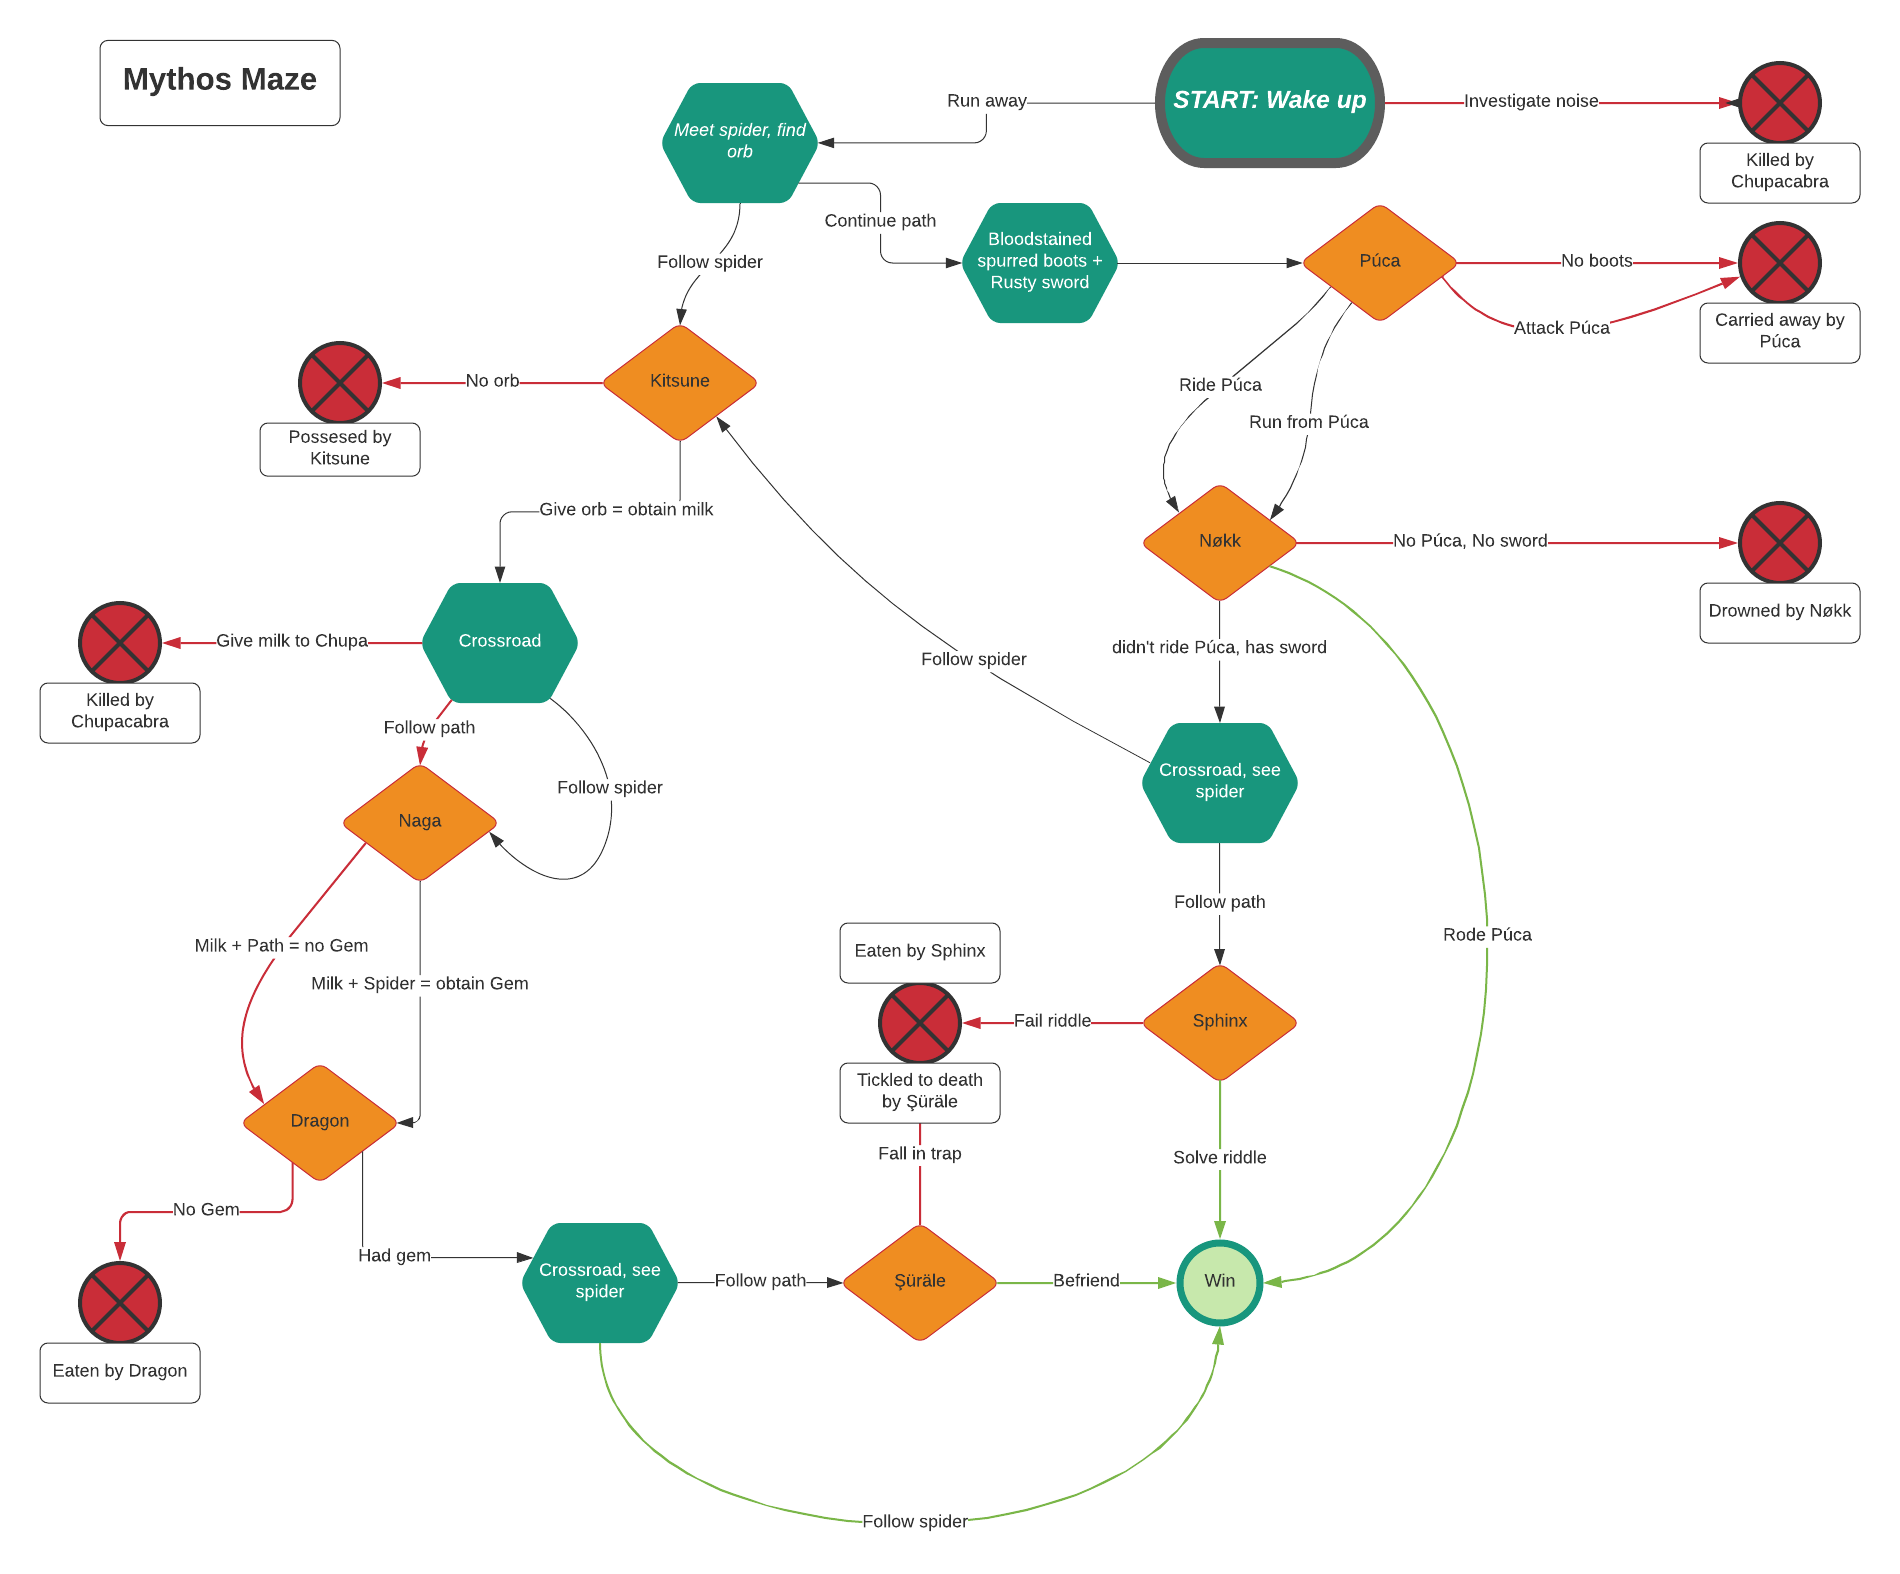 Mythos Maze
START: Wake up
Run away
Investigate noise
Killed by
Chupacabra
Meet spider, find
orb
Continue path
Follow spider
Bloodstained
spurred boots +
Rusty sword
Púca
No boots
Attack Púca
Carried away by
Púca
Ride Púca
Run from Púca
Kitsune
No orb
Possesed by
Kitsune
Give orb = obtain milk
Nøkk
No Púca, No sword
Drowned by Nøkk
didn't ride Púca, has sword
Rode Púca
Crossroad
Give milk to Chupa
Killed by
Chupacabra
Follow path
Follow spider
Follow spider
Crossroad, see
spider
Follow path
Naga
Milk + Path = no Gem
Milk + Spider = obtain Gem
Eaten by Sphinx
Fail riddle
Sphinx
Tickled to death
by Şüräle
Fall in trap
Solve riddle
Dragon
No Gem
Had gem
Eaten by Dragon
Crossroad, see
spider
Follow path
Şüräle
Befriend
Win
Follow spider